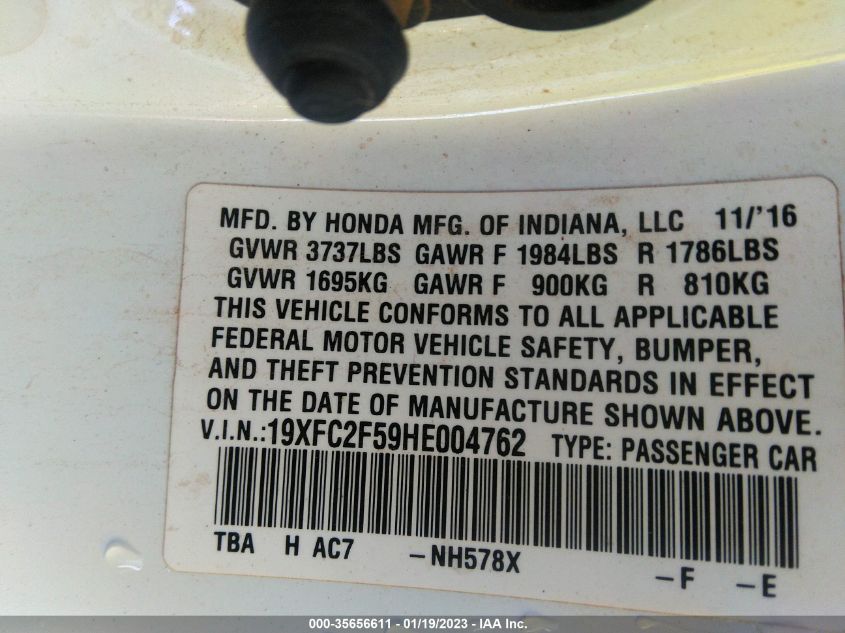 MFD. BY HONDA MFG. OF INDIANA, LLC 11/'16
GVWR 3737LBS GAWR F 1984LBS R 1786LBS
GVWR 1695KG GAWR F 900KG R 810KG
THIS VEHICLE CONFORMS TO ALL APPLICABLE
FEDERAL MOTOR VEHICLE SAFETY, BUMPER,
AND THEFT PREVENTION STANDARDS IN EFFECT
ON THE DATE OF MANUFACTURE SHOWN ABOVE.
V.I.N.:19XFC2F59HE004762 TYPE: PASSENGER CAR
TBA H AC7 -NH578X -F -E
000-35656611 - 01/19/2023 - IAA Inc.